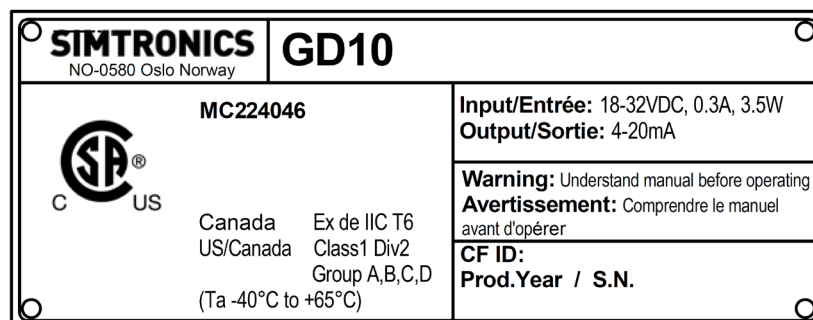 SIMTRONICS
NO-0580 Oslo Norway
GD10
MC224046
CSA ®
C US
Canada Ex de IIC T6
US/Canada Class1 Div2
Group A,B,C,D
(Ta -40°C to +65°C)
Input/Entrée: 18-32VDC, 0.3A, 3.5W
Output/Sortie: 4-20mA
Warning: Understand manual before operating
Avertissement: Comprendre le manuel
avant d'opérer
CF ID:
Prod.Year / S.N.